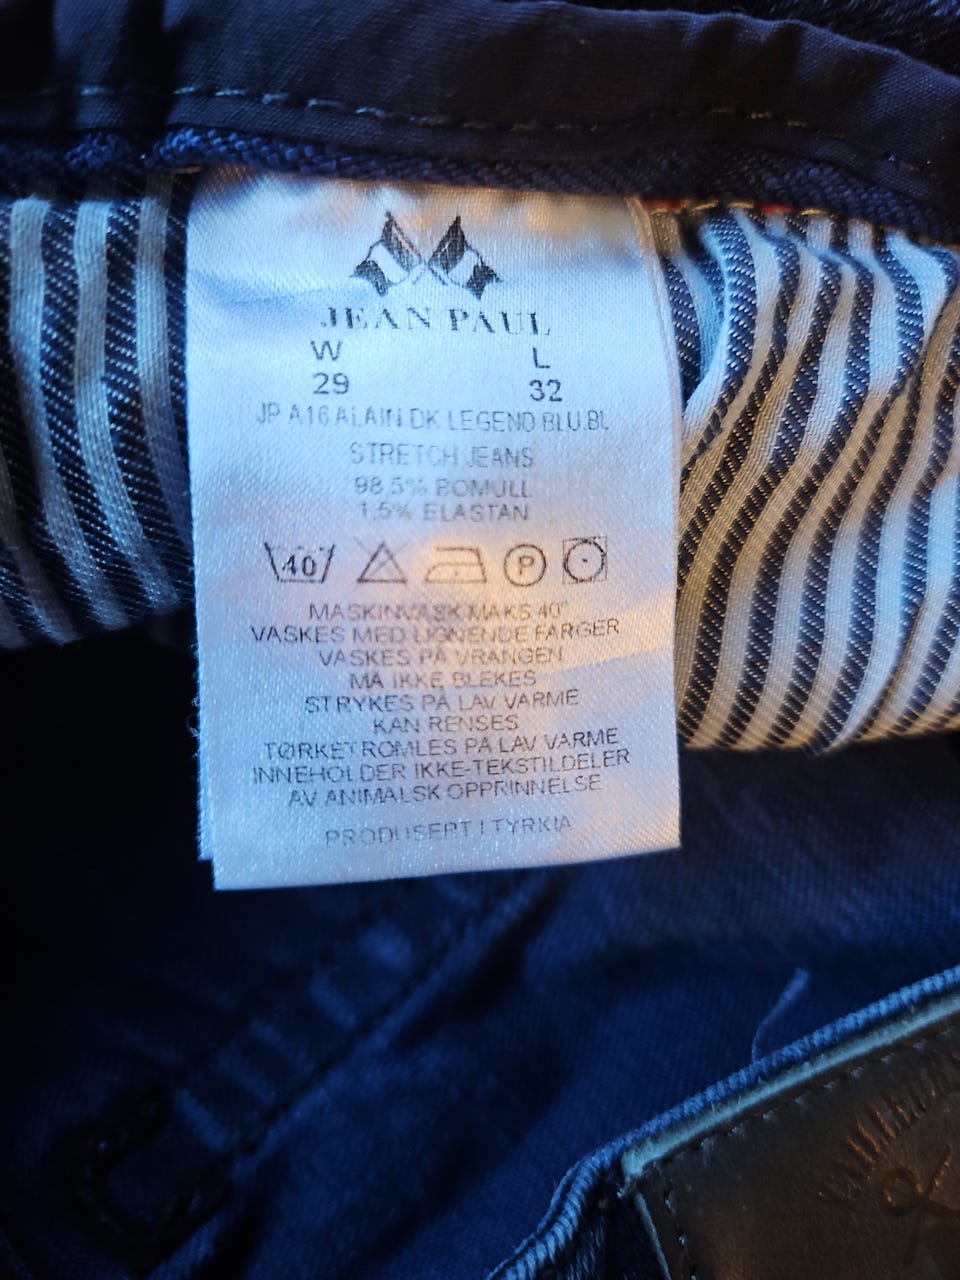 JEAN PAUL
W L
29 32
JP A16 ALAIN DK LEGEND BLU.BL
STRETCH JEANS
98,5% BOMULL
1,5% ELASTAN
40 P
MASKINVASK MAKS 40°
VASKES MED LIGNENDE FARGER
VASKES PÅ VRANGEN
MÅ IKKE BLEKES
STRYKES PÅ LAV VARME
KAN RENSES
TØRKETROMLES PÅ LAV VARME
INNEHOLDER IKKE-TEKSTILDELER
AV ANIMALSK OPPRINNELSE
PRODUSERT I TYRKIA